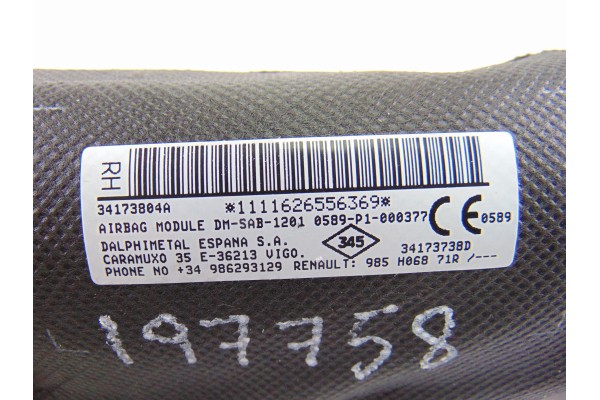 RH
34173804A *1111626556369*
AIRBAG MODULE DM-SAB-1201 0589-P1-000377 CE 0589
DALPHIMETAL ESPANA S.A. 345 34173738D
CARAMUXO 35 E-36213 VIGO.
PHONE NO +34 986293129 RENAULT: 985 H068 71R /---
197758